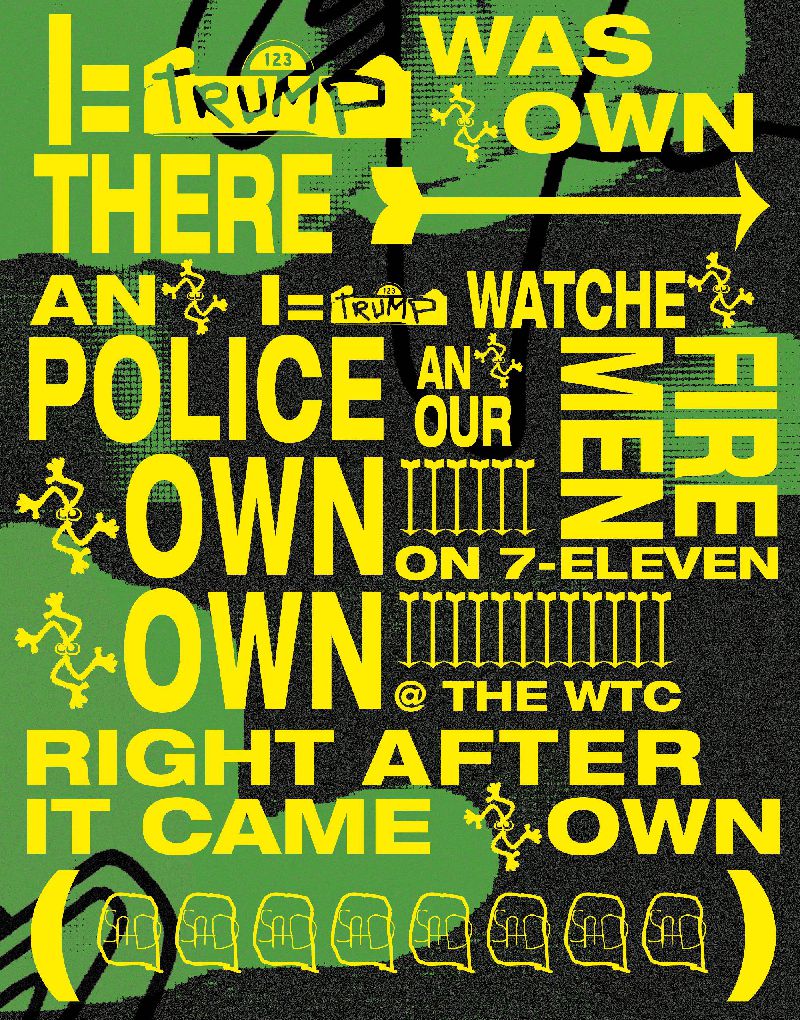 I= 123 TRUMP WAS
OWN
THERE
AN I= 123 TRUMP WATCHE
POLICE AN
OUR
FIRE
MEN
OWN
ON 7-ELEVEN
OWN
@ THE WTC
RIGHT AFTER
IT CAME OWN
( SAD SAD SAD SAD SAD SAD SAD SAD )